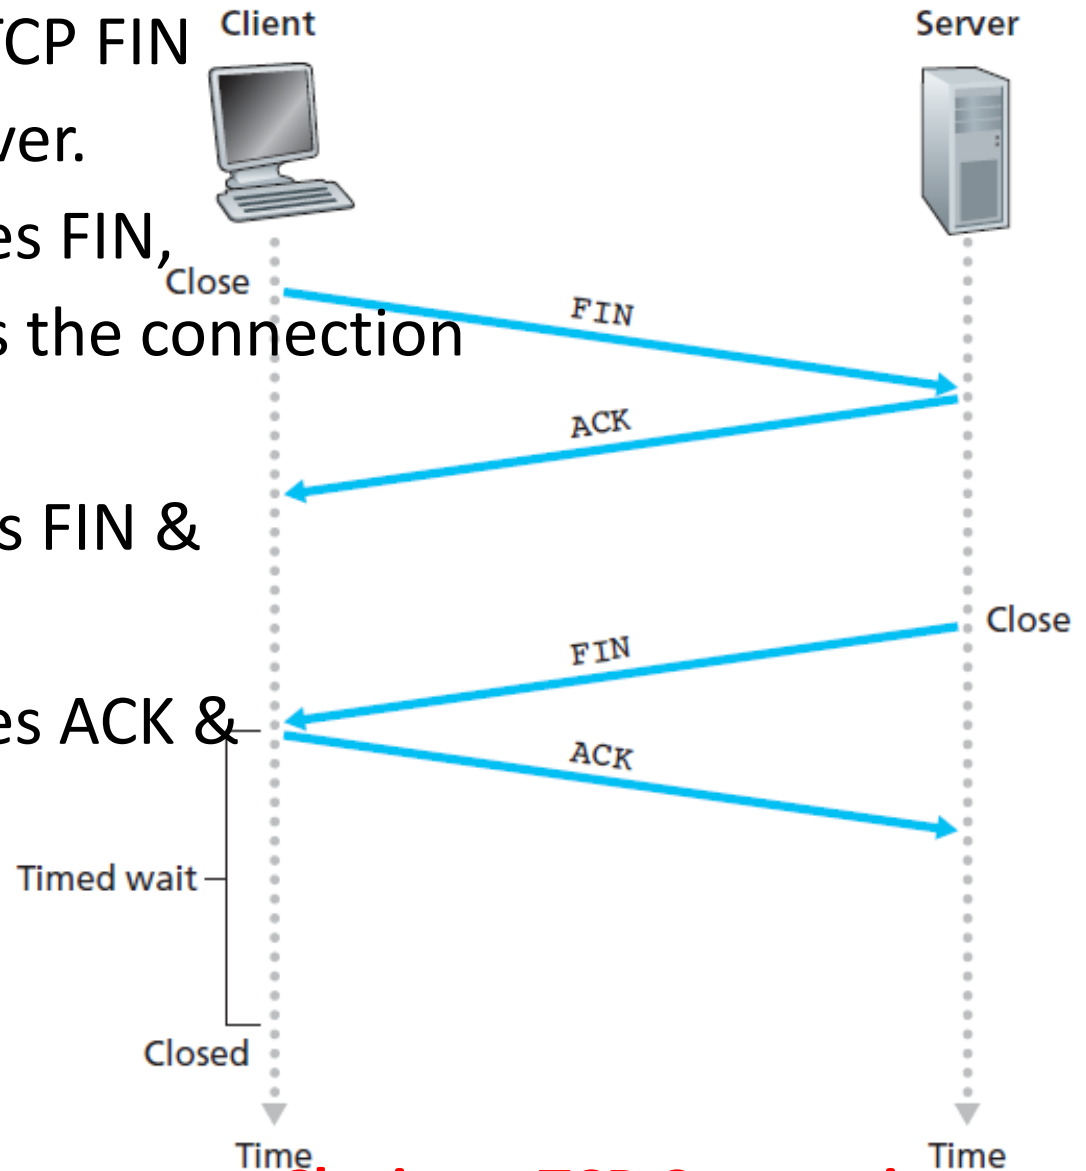 Client
Server
TCP FIN
ver.
es FIN,
Close
FIN
s the connection
ACK
s FIN &
Close
FIN
es ACK &
ACK
Timed wait
Closed
Time
Time